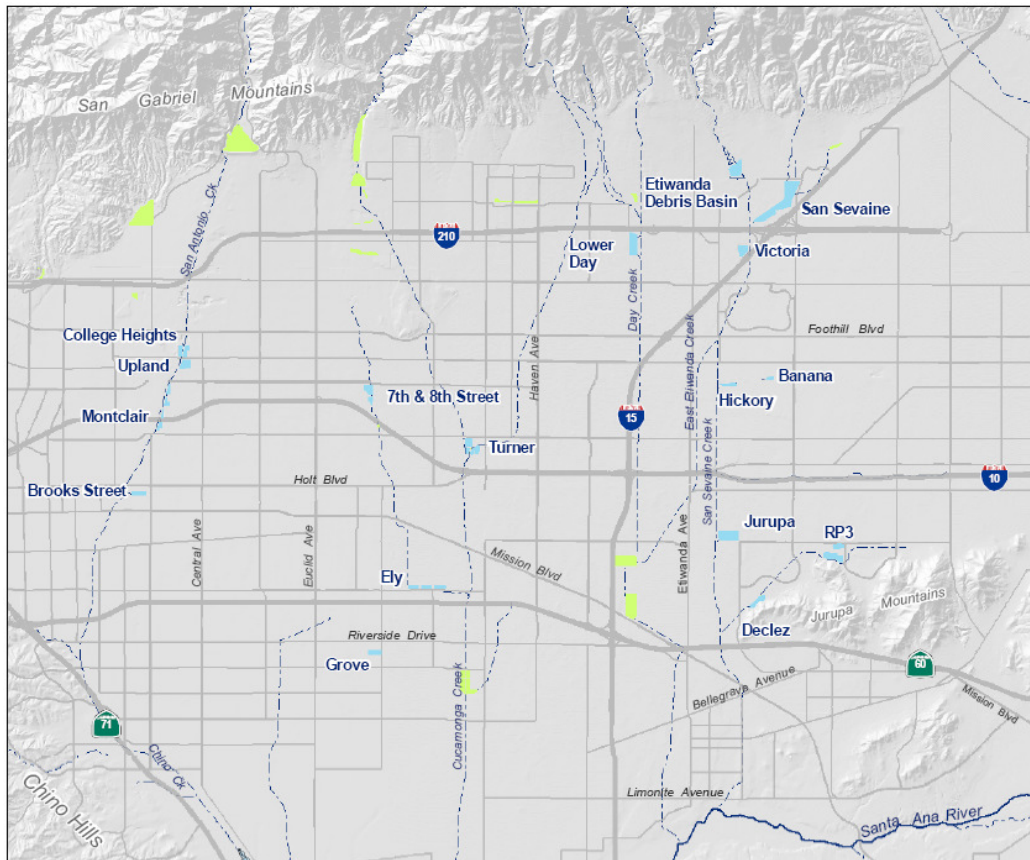 San Gabriel Mountains
San Antonio Ck
210
Etiwanda
Debris Basin
San Sevaine
Lower
Day
Victoria
Day Creek
College Heights
Upland
Foothill Blvd
Haven Ave
East Etiwanda Creek
Banana
Hickory
7th & 8th Street
Montclair
15
Turner
San Sevaine Creek
Holt Blvd
10
Brooks Street
Central Ave
Euclid Ave
Mission Blvd
Etiwanda Ave
Jurupa
RP3
Ely
Jurupa Mountains
Declez
Riverside Drive
Grove
60
Bellegrave Avenue
Mission Blvd
Cucamonga Creek
71
Chino Ck
Chino Hills
Limonite Avenue
Santa Ana River